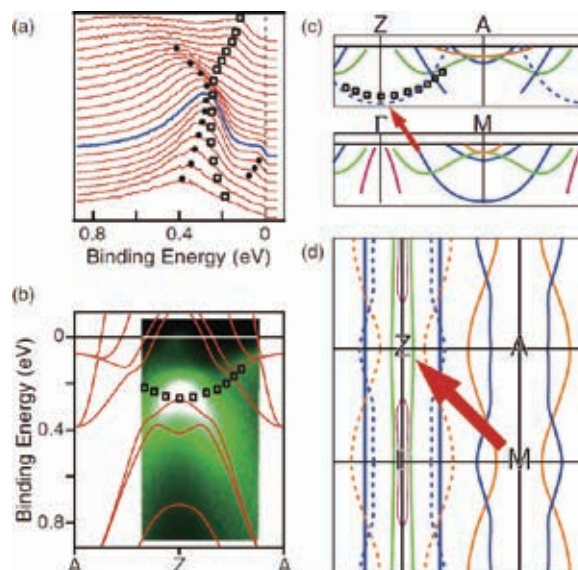 (a)
0.8 0.4 0
Binding Energy (eV)
(b)
Binding Energy (eV)
0
0.4
0.8
A Z A
(c)
Z A
Γ M
(d)
Z A
M